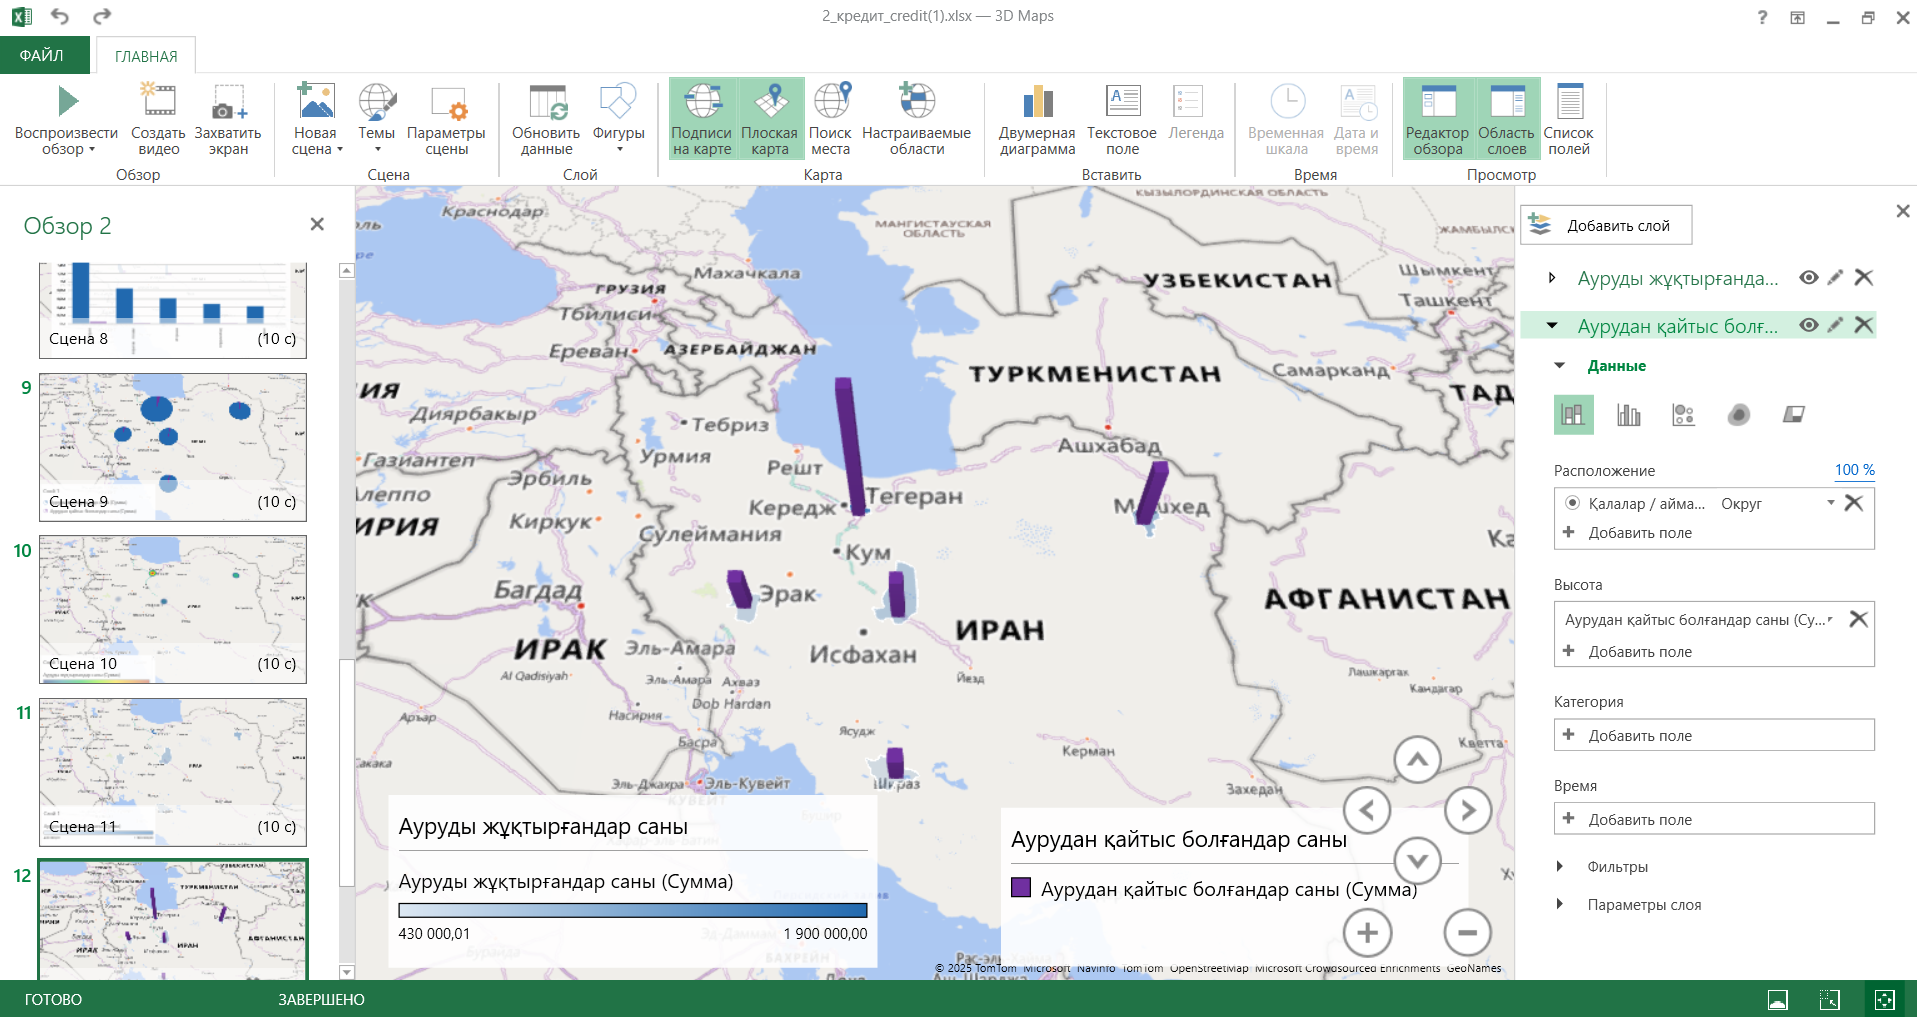 2_кредит_credit(1).xlsx — 3D Maps
ФАЙЛ
ГЛАВНАЯ
Воспроизвести обзор
Создать видео
Захватить экран
Обзор
Новая сцена
Темы
Параметры сцены
Сцена
Обновить данные
Фигуры
Слой
Подписи на карте
Плоская карта
Поиск места
Настраиваемые области
Карта
Двумерная диаграмма
Текстовое поле
Легенда
Вставить
Временная шкала
Дата и время
Время
Редактор обзора
Область слоев
Список полей
Просмотр
Обзор 2
Сцена 8 (10 с)
9
Сцена 9 (10 с)
10
Сцена 10 (10 с)
11
Сцена 11 (10 с)
12
КЫЗЫЛОРДИНСКАЯ ОБЛАСТЬ
Краснодар
МАНГИСТАУСКАЯ ОБЛАСТЬ
Махачкала
УЗБЕКИСТАН
Шымкент
ГРУЗИЯ
Ташкент
Тбилиси
Ереван
АЗЕРБАЙДЖАН
ТУРКМЕНИСТАН
Самарканд
Диярбакыр
Тебриз
Ашхабад
Газиантеп
Урмия
Решт
Эрбиль
Тегеран
Кередж
Киркук
Сулеймания
Кум
Багдад
Эрак
АФГАНИСТАН
ИРАН
ИРАК
Эль-Амара
Исфахан
Al Qadisiyah
Эль-Амара
Ахваз
Йезд
Лашкаргах
Кандагар
Dob Hardan
Насирия
Аръар
Ясудж
Басра
Керман
Кветта
Эль-Джахра
Эль-Кувейт
Шираз
Захедан
Ауруды жұқтырғандар саны
Ауруды жұқтырғандар саны (Сумма)
430 000,01 1 900 000,00
Аурудан қайтыс болғандар саны
Аурудан қайтыс болғандар саны (Сумма)
© 2025 TomTom Microsoft Navinfo TomTom OpenStreetMap Microsoft Crowdsourced Enrichments GeoNames
Добавить слой
Ауруды жұқтырғанда...
Аурудан қайтыс болғ...
Данные
Расположение 100 %
Қалалар / айма... Округ
Добавить поле
Высота
Аурудан қайтыс болғандар саны (Су...
Добавить поле
Категория
Добавить поле
Время
Добавить поле
Фильтры
Параметры слоя
ГОТОВО ЗАВЕРШЕНО